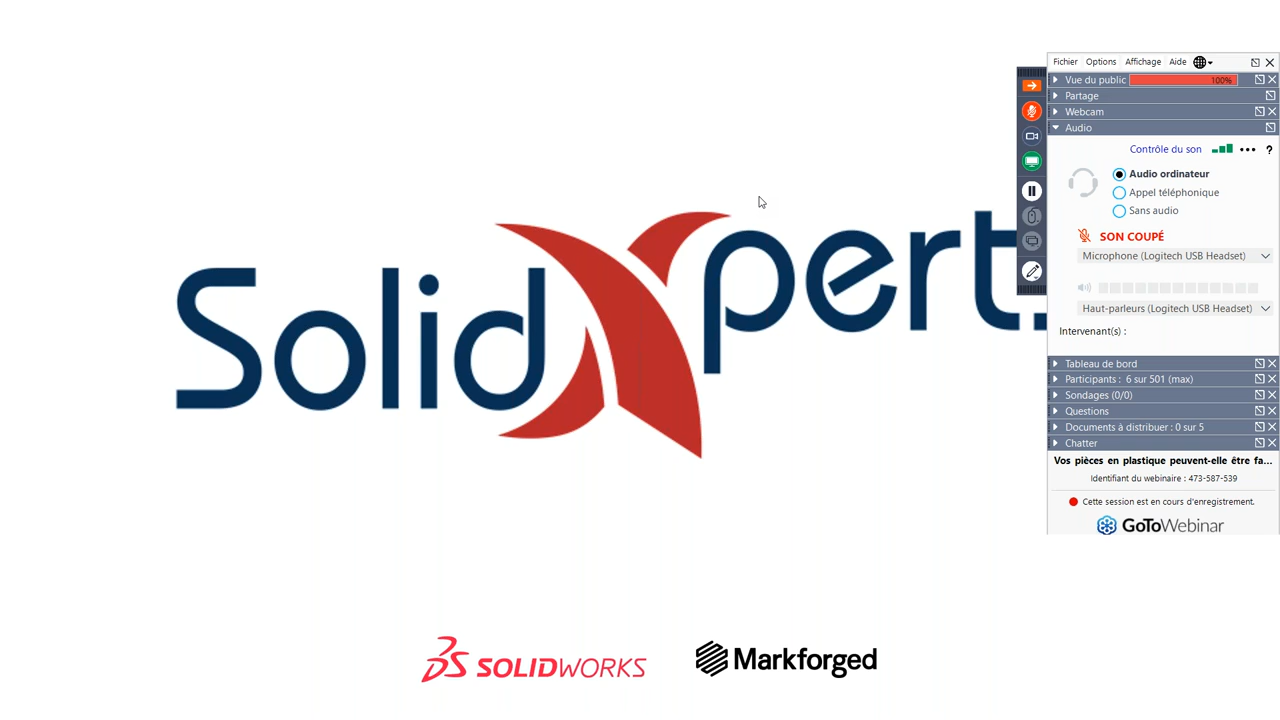 SolidXpert.
DS SOLIDWORKS
Markforged
Fichier Options Affichage Aide
Vue du public 100%
Partage
Webcam
Audio
Contrôle du son ?
Audio ordinateur
Appel téléphonique
Sans audio
SON COUPÉ
Microphone (Logitech USB Headset)
Haut-parleurs (Logitech USB Headset)
Intervenant(s) :
Tableau de bord
Participants : 6 sur 501 (max)
Sondages (0/0)
Questions
Documents à distribuer : 0 sur 5
Chatter
Vos pièces en plastique peuvent-elle être fa...
Identifiant du webinaire : 473-587-539
Cette session est en cours d'enregistrement.
GoToWebinar